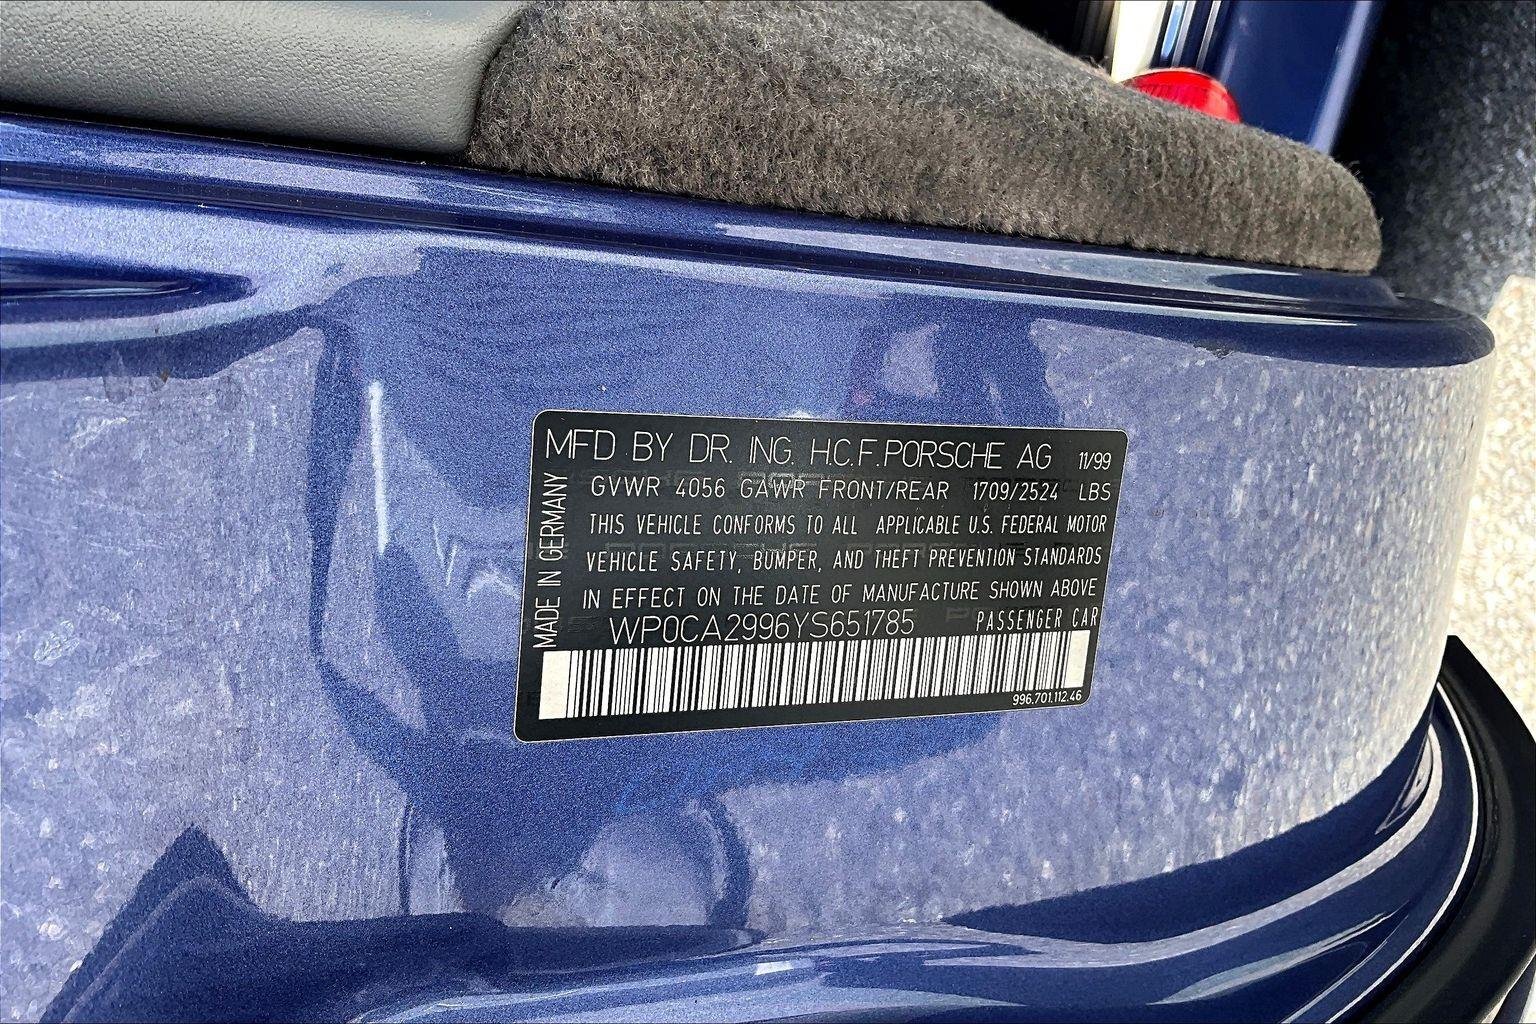 MFD BY DR. ING. H.C.F. PORSCHE AG 11/99
GVWR 4056 GAWR FRONT/REAR 1709/2524 LBS
THIS VEHICLE CONFORMS TO ALL APPLICABLE U.S. FEDERAL MOTOR
VEHICLE SAFETY, BUMPER, AND THEFT PREVENTION STANDARDS
IN EFFECT ON THE DATE OF MANUFACTURE SHOWN ABOVE
WP0CA2996YS651785 PASSENGER CAR
996.701.112.46
MADE IN GERMANY